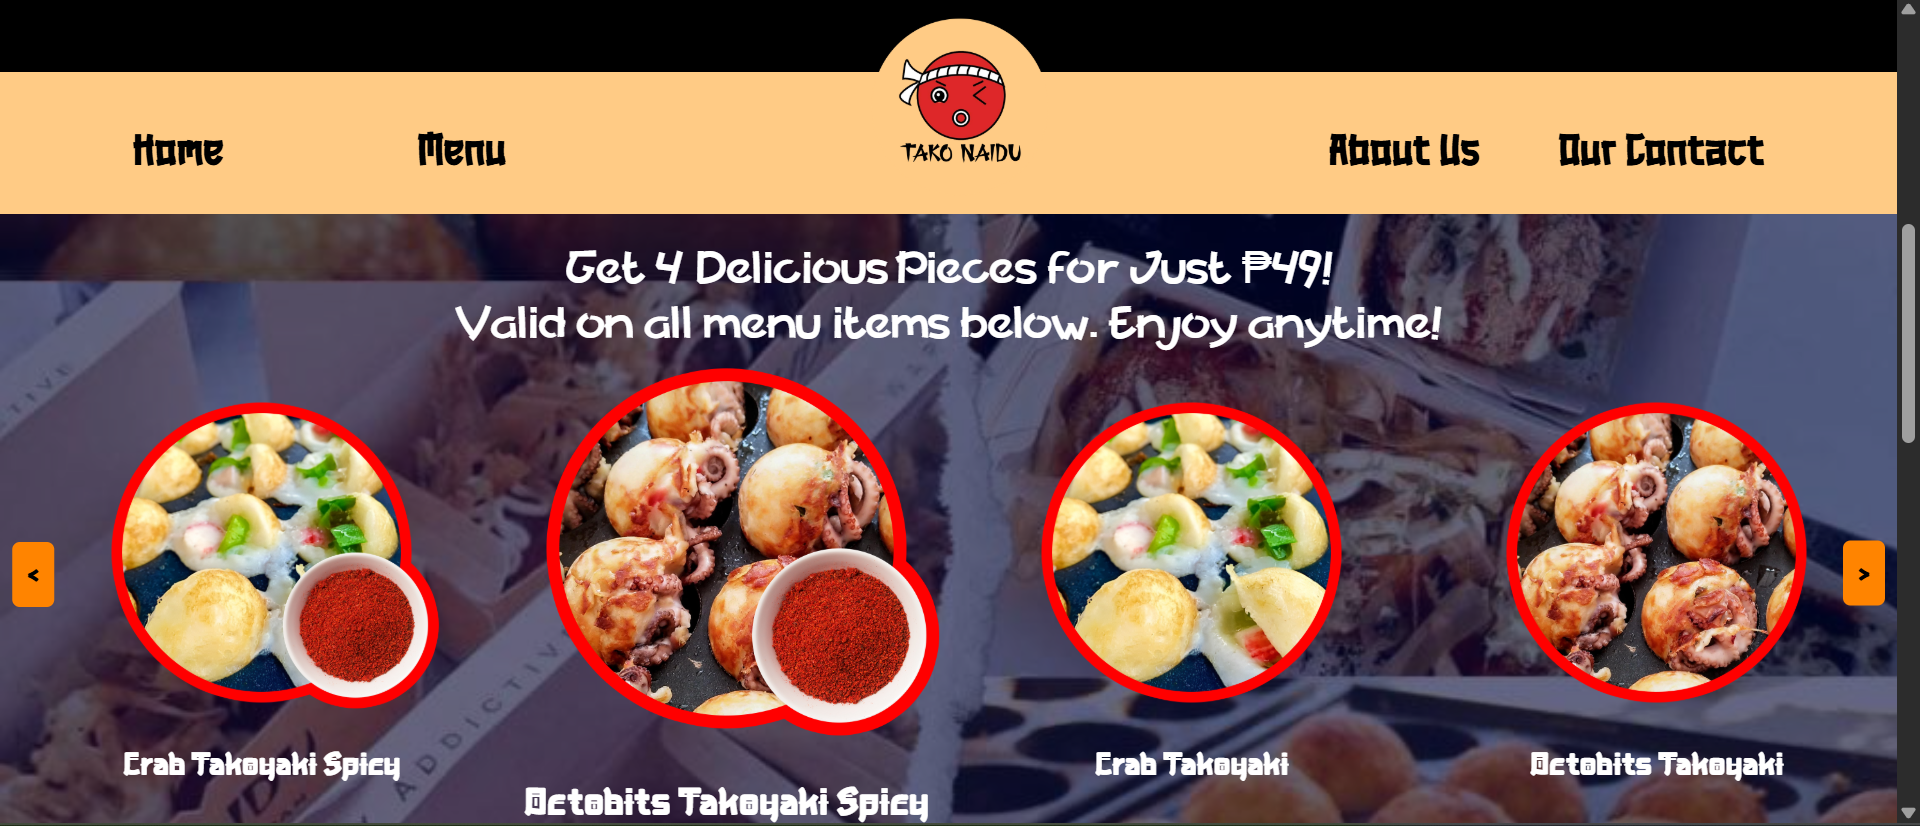 TAKO NAIDU
Home
Menu
About Us
Our Contact
Get 4 Delicious Pieces for Just ₱49!
Valid on all menu items below. Enjoy anytime!
<
>
Crab Takoyaki Spicy
Octobits Takoyaki Spicy
Crab Takoyaki
Octobits Takoyaki
ADDICTIV